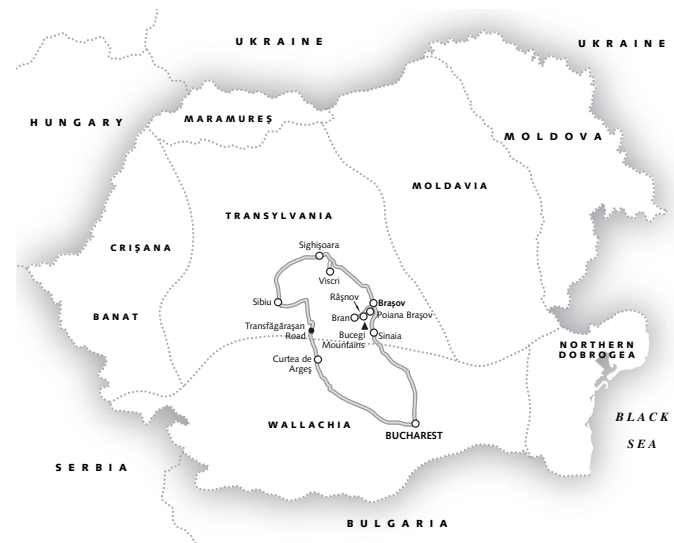 UKRAINE
UKRAINE
HUNGARY
MARAMUREŞ
MOLDOVA
MOLDAVIA
TRANSYLVANIA
CRIŞANA
Sighişoara
Viscri
Râşnov
Sibiu
Braşov
BANAT
Bran
Poiana Braşov
Transfăgărașan
Road
Bucegi
Mountains
Sinaia
NORTHERN
DOBROGEA
Curtea de
Argeş
BLACK
SEA
WALLACHIA
BUCHAREST
SERBIA
BULGARIA